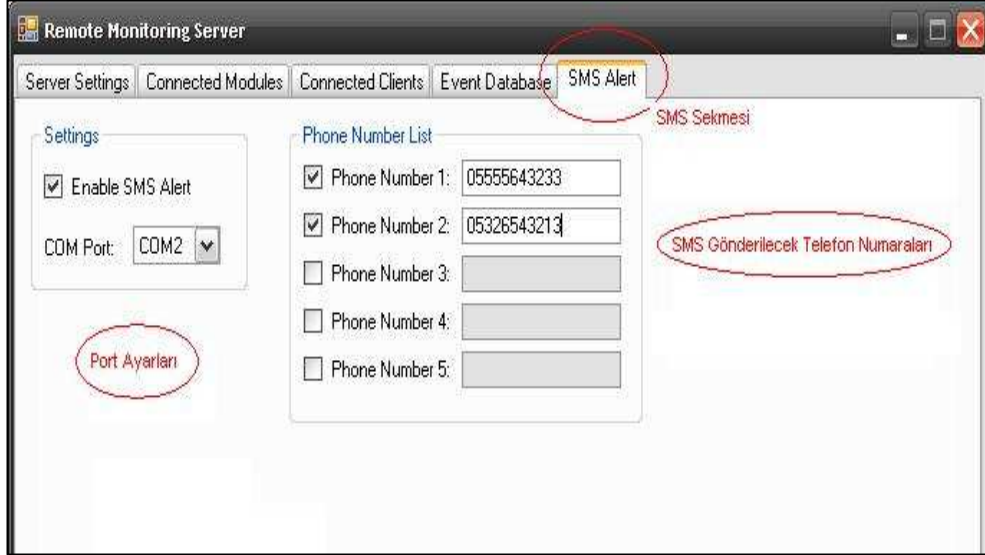 Remote Monitoring Server
Server Settings Connected Modules Connected Clients Event Database SMS Alert
SMS Sekmesi
Settings
Enable SMS Alert
COM Port: COM2
Port Ayarları
Phone Number List
Phone Number 1: 05555643233
Phone Number 2: 05326543213
Phone Number 3:
Phone Number 4:
Phone Number 5:
SMS Gönderilecek Telefon Numaraları